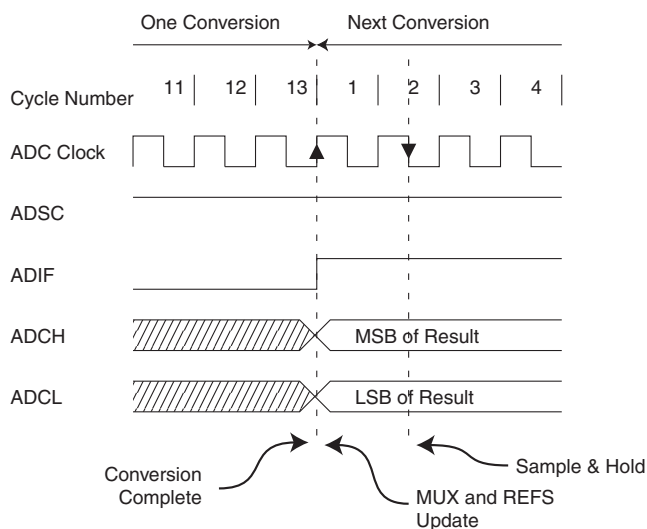 One Conversion Next Conversion
Cycle Number 11 12 13 1 2 3 4
ADC Clock
ADSC
ADIF
ADCH MSB of Result
ADCL LSB of Result
Conversion
Complete
MUX and REFS
Update
Sample & Hold